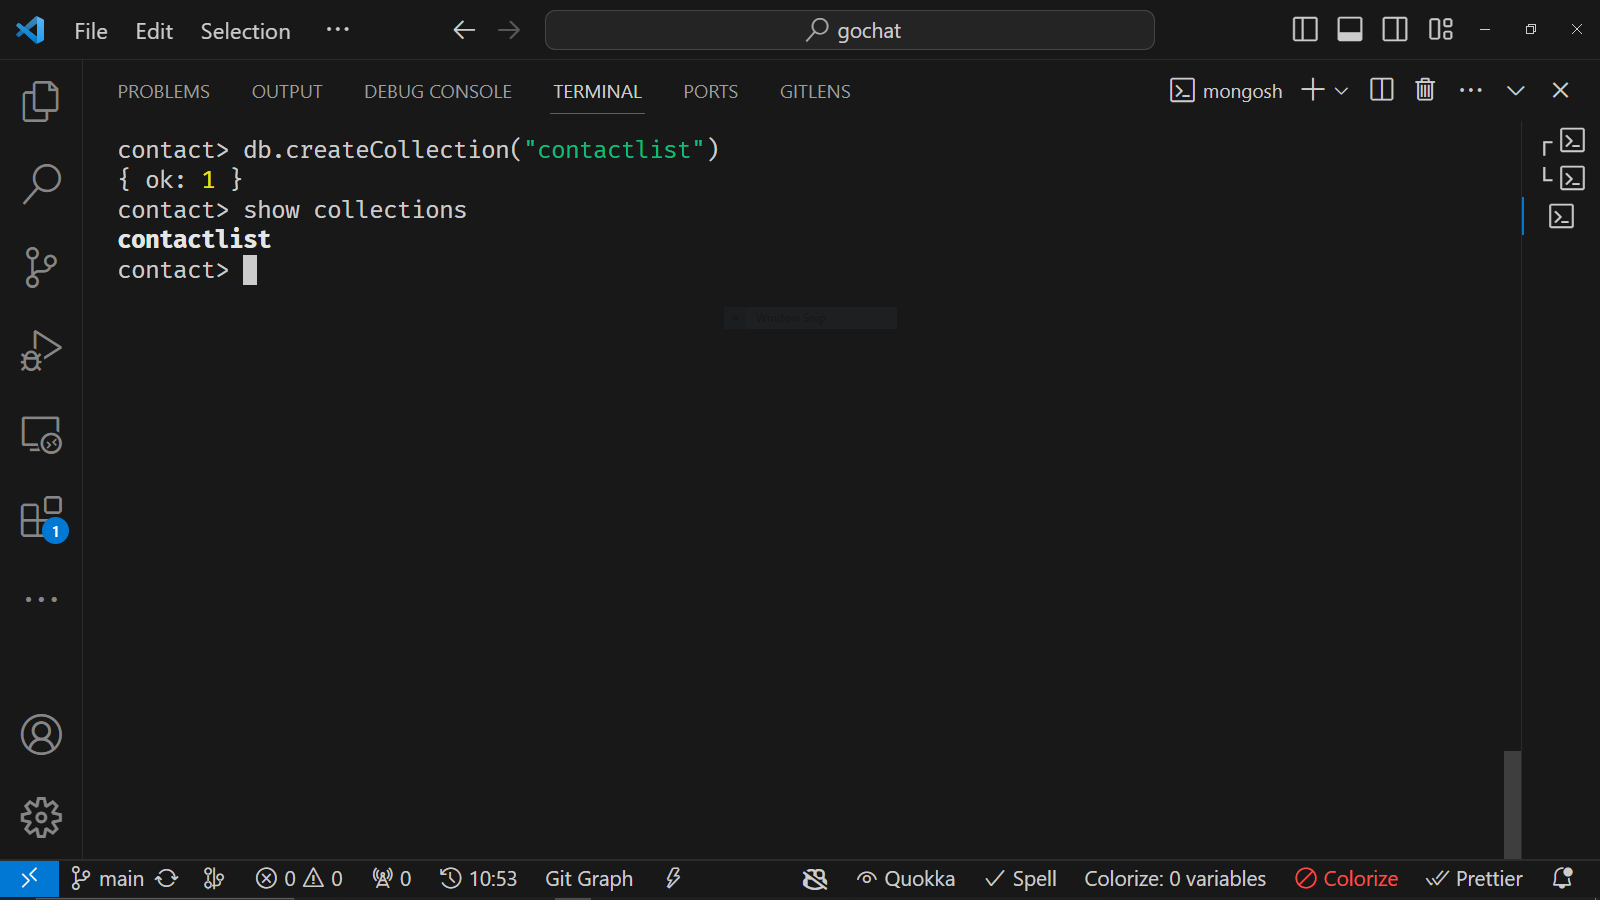 File Edit Selection ··· gochat
PROBLEMS OUTPUT DEBUG CONSOLE TERMINAL PORTS GITLENS mongosh
contact> db.createCollection("contactlist")
{ ok: 1 }
contact> show collections
contactlist
contact>
Window Snip
1
main 0 0 0 10:53 Git Graph Quokka Spell Colorize: 0 variables Colorize Prettier